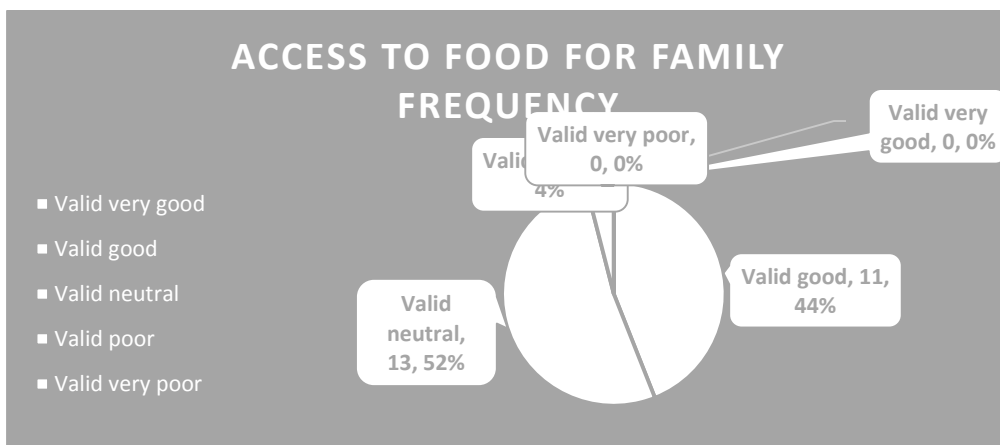 ACCESS TO FOOD FOR FAMILY
FREQUENCY
Valid very
good, 0, 0%
Valid very poor,
0, 0%
Valid
4%
Valid very good
Valid good
Valid neutral
Valid poor
Valid very poor
Valid good, 11,
44%
Valid
neutral,
13, 52%